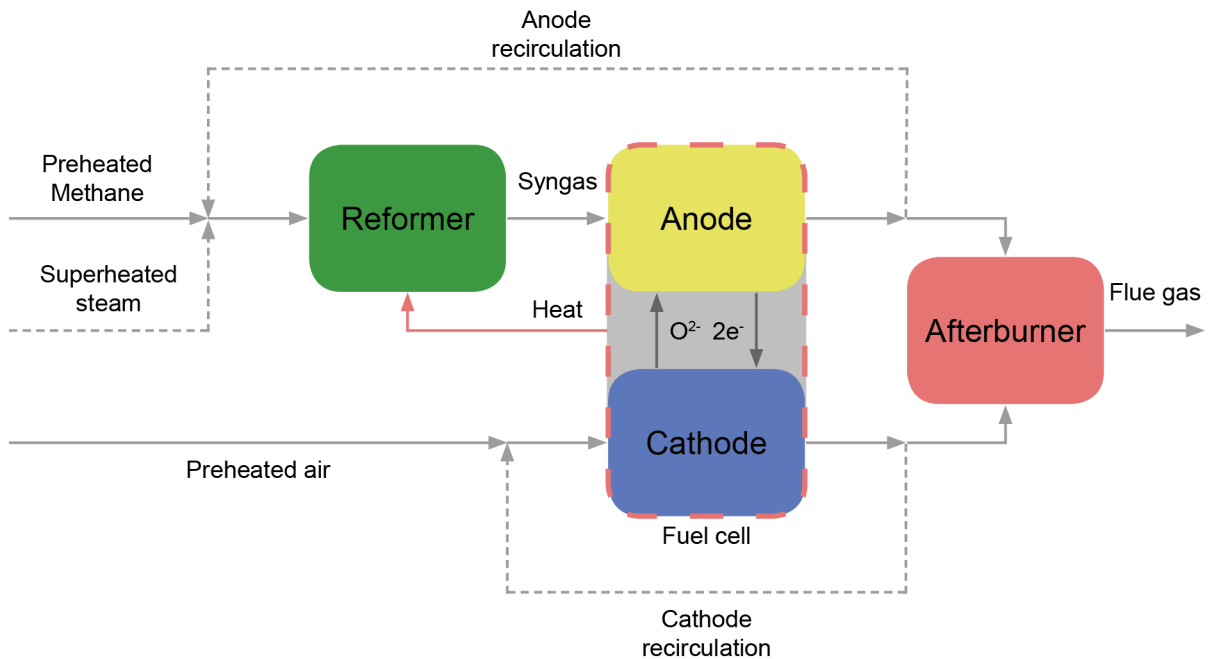 Anode
recirculation
Preheated
Methane
Superheated
steam
Reformer
Syngas
Anode
Heat
O²⁻ 2e⁻
Flue gas
Afterburner
Cathode
Preheated air
Fuel cell
Cathode
recirculation